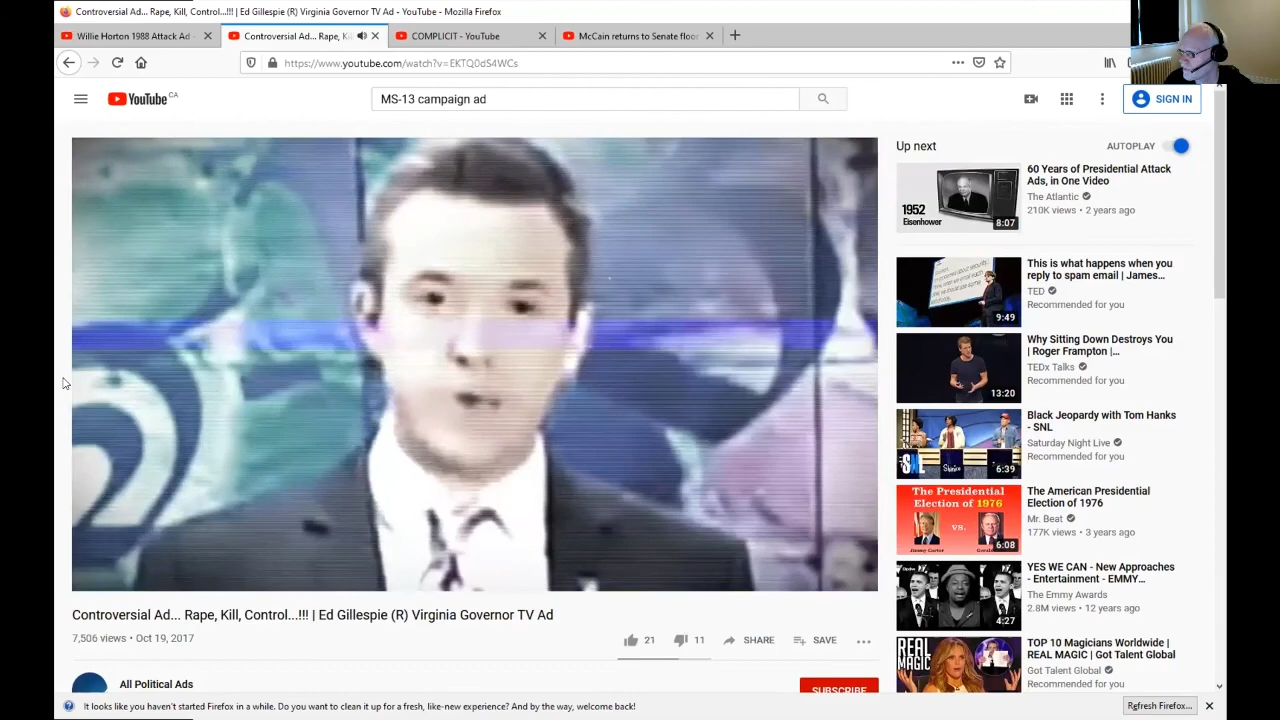 Controversial Ad... Rape, Kill, Control...!!! | Ed Gillespie (R) Virginia Governor TV Ad - YouTube - Mozilla Firefox
Willie Horton 1988 Attack Ad -
Controversial Ad... Rape, Ki
COMPLICIT - YouTube
McCain returns to Senate floor
https://www.youtube.com/watch?v=EKTQ0dS4WCs
YouTube CA
MS-13 campaign ad
SIGN IN
Up next
AUTOPLAY
1952
Eisenhower
8:07
60 Years of Presidential Attack
Ads, in One Video
The Atlantic
210K views • 2 years ago
9:49
This is what happens when you
reply to spam email | James...
TED
Recommended for you
13:20
Why Sitting Down Destroys You
| Roger Frampton |...
TEDx Talks
Recommended for you
SNL
6:39
Black Jeopardy with Tom Hanks
- SNL
Saturday Night Live
Recommended for you
The Presidential
Election of 1976
vs.
Jimmy Carter
6:08
The American Presidential
Election of 1976
Mr. Beat
177K views • 3 years ago
4:27
YES WE CAN - New Approaches
- Entertainment - EMMY...
The Emmy Awards
2.8M views • 12 years ago
REAL
MAGIC
TOP 10 Magicians Worldwide |
REAL MAGIC | Got Talent Global
Got Talent Global
Recommended for you
Controversial Ad... Rape, Kill, Control...!!! | Ed Gillespie (R) Virginia Governor TV Ad
7,506 views • Oct 19, 2017
21
11
SHARE
SAVE
All Political Ads
SUBSCRIBE
It looks like you haven't started Firefox in a while. Do you want to clean it up for a fresh, like-new experience? And by the way, welcome back!
Refresh Firefox...